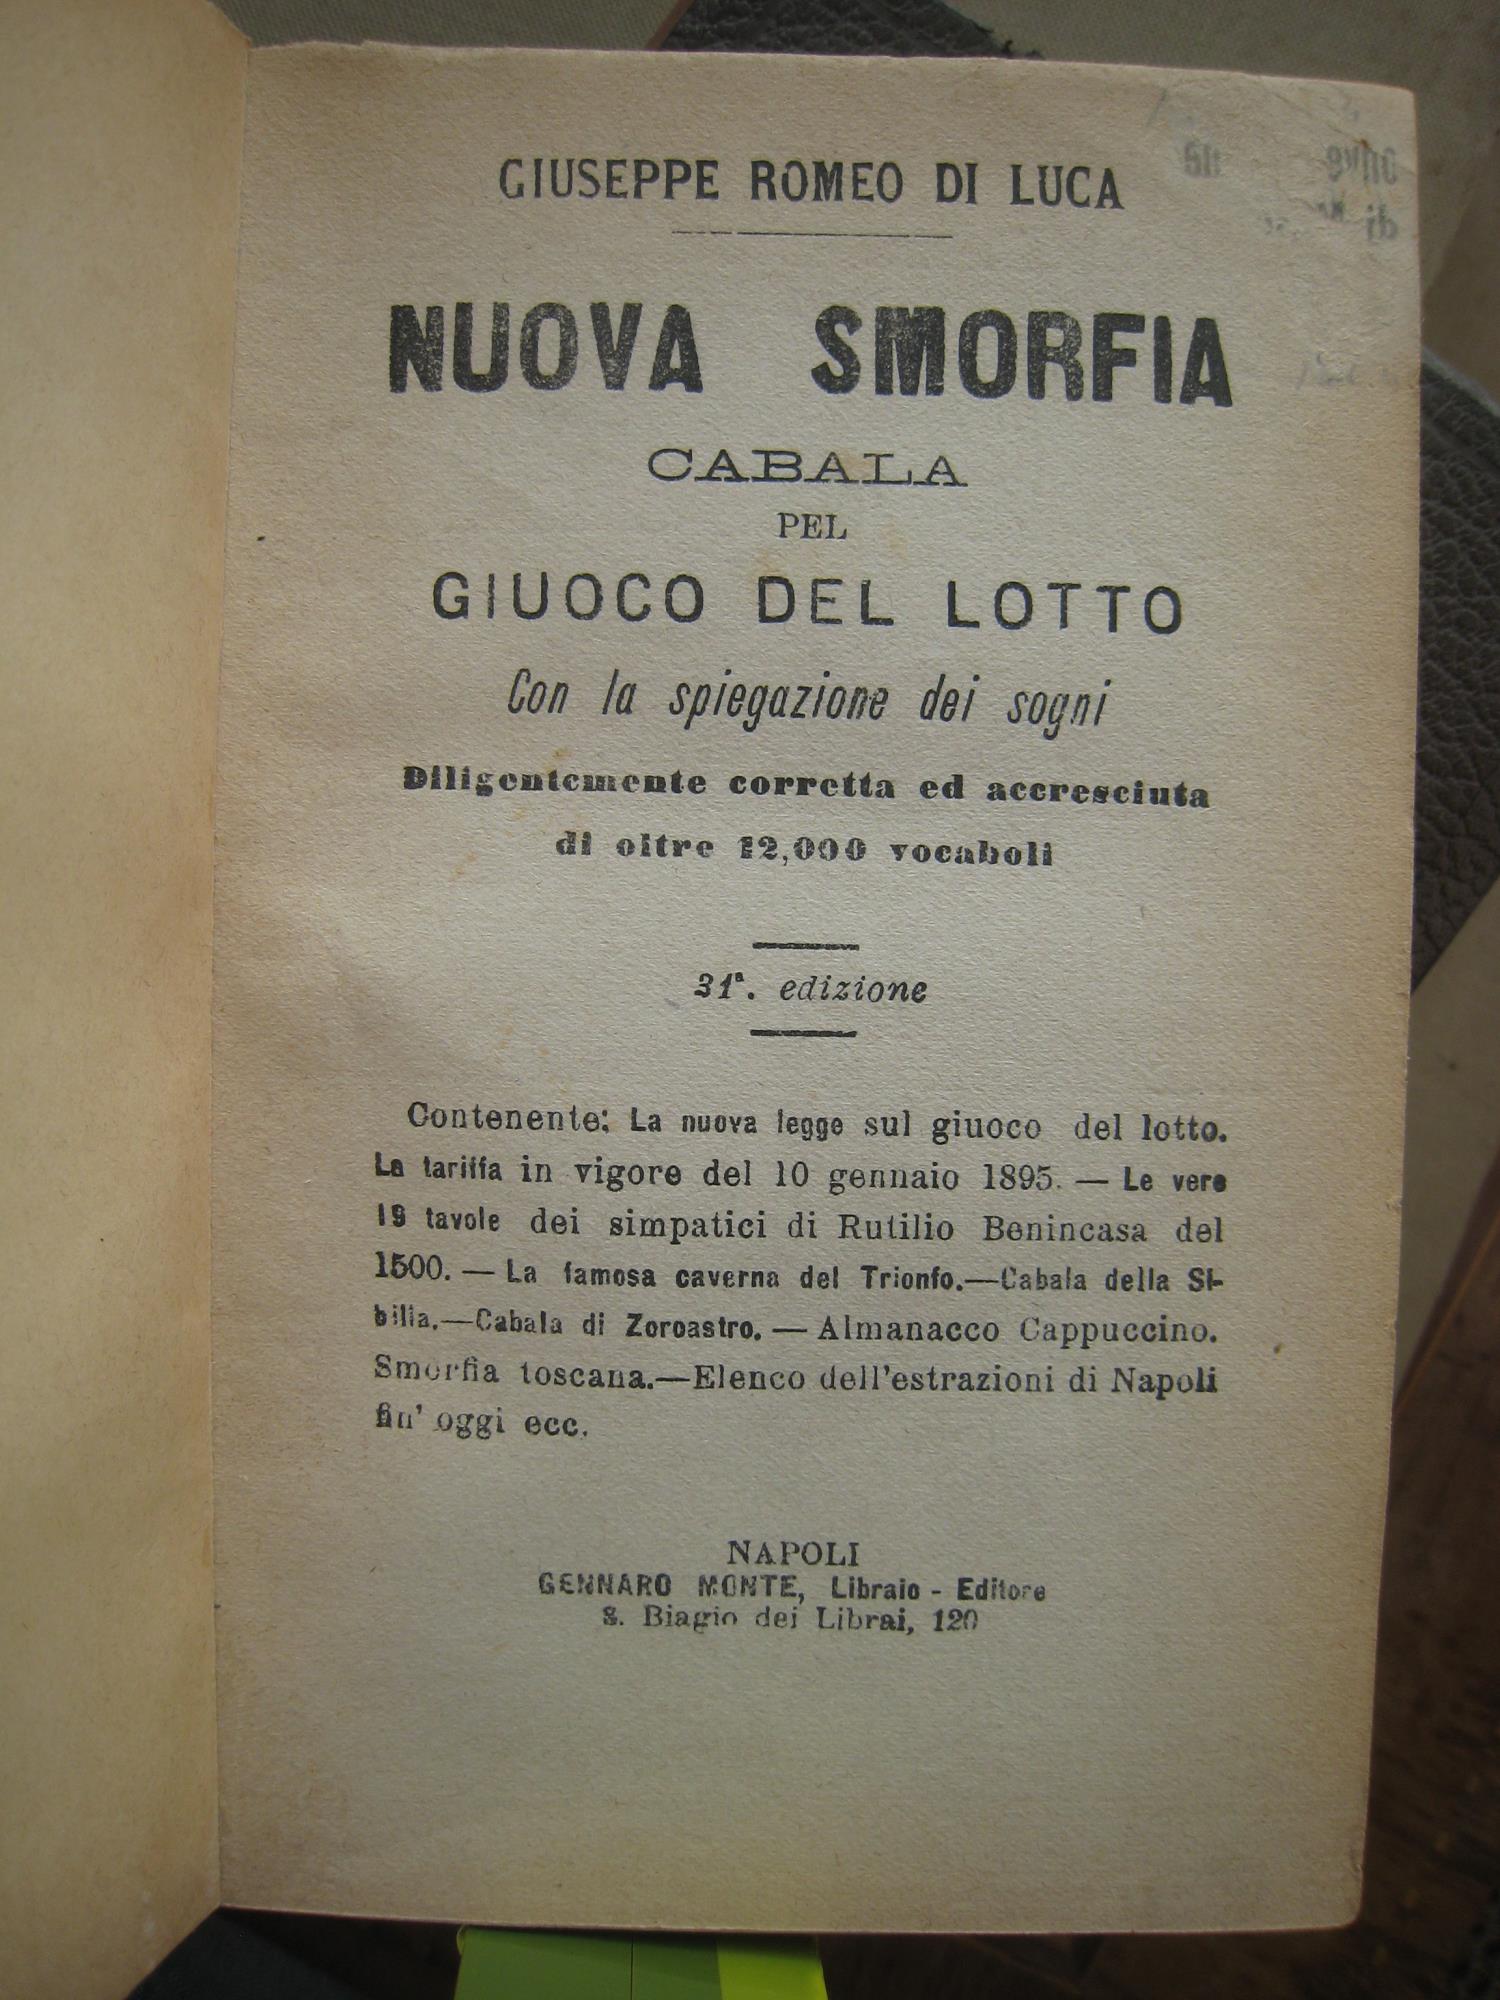 GIUSEPPE ROMEO DI LUCA
NUOVA SMORFIA
CABALA
PEL
GIUOCO DEL LOTTO
Con la spiegazione dei sogni
Diligentemente corretta ed accresciuta
di oltre 12,000 vocaboli
31ª. edizione
Contenente: La nuova legge sul giuoco del lotto.
La tariffa in vigore del 10 gennaio 1895. — Le vere
19 tavole dei simpatici di Rutilio Benincasa del
1500. — La famosa caverna del Trionfo.—Cabala della Si-
billa.—Cabala di Zoroastro. — Almanacco Cappuccino.
Smorfia toscana.—Elenco dell'estrazioni di Napoli
fin' oggi ecc.
NAPOLI
GENNARO MONTE, Libraio - Editore
S. Biagio dei Librai, 120